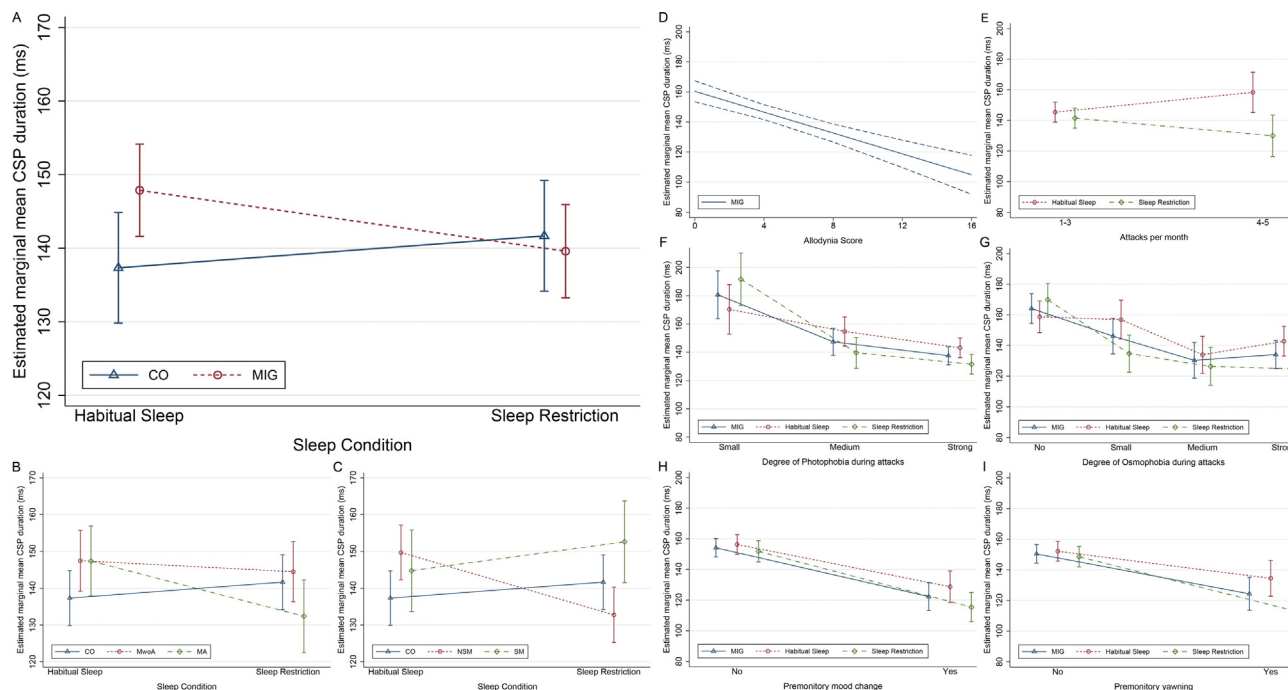 A
Estimated marginal mean CSP duration (ms)
170
160
150
140
130
120
CO MIG
Habitual Sleep Sleep Restriction
Sleep Condition
B
Estimated marginal mean CSP duration (ms)
170
160
150
140
130
120
CO MwoA MA
Habitual Sleep Sleep Restriction
Sleep Condition
C
Estimated marginal mean CSP duration (ms)
170
160
150
140
130
120
CO NSM SM
Habitual Sleep Sleep Restriction
Sleep Condition
D
Estimated marginal mean CSP duration (ms)
200
180
160
140
120
100
80
MIG
0 4 8 12 16
Allodynia Score
E
Estimated marginal mean CSP duration (ms)
200
180
160
140
120
100
80
Habitual Sleep Sleep Restriction
1-3 4-5
Attacks per month
F
Estimated marginal mean CSP duration (ms)
200
180
160
140
120
100
80
MIG Habitual Sleep Sleep Restriction
Small Medium Strong
Degree of Photophobia during attacks
G
Estimated marginal mean CSP duration (ms)
200
180
160
140
120
100
80
MIG Habitual Sleep Sleep Restriction
No Small Medium Stron
Degree of Osmophobia during attacks
H
Estimated marginal mean CSP duration (ms)
200
180
160
140
120
100
80
MIG Habitual Sleep Sleep Restriction
No Yes
Premonitory mood change
I
Estimated marginal mean CSP duration (ms)
200
180
160
140
120
100
80
MIG Habitual Sleep Sleep Restriction
No Yes
Premonitory yawning